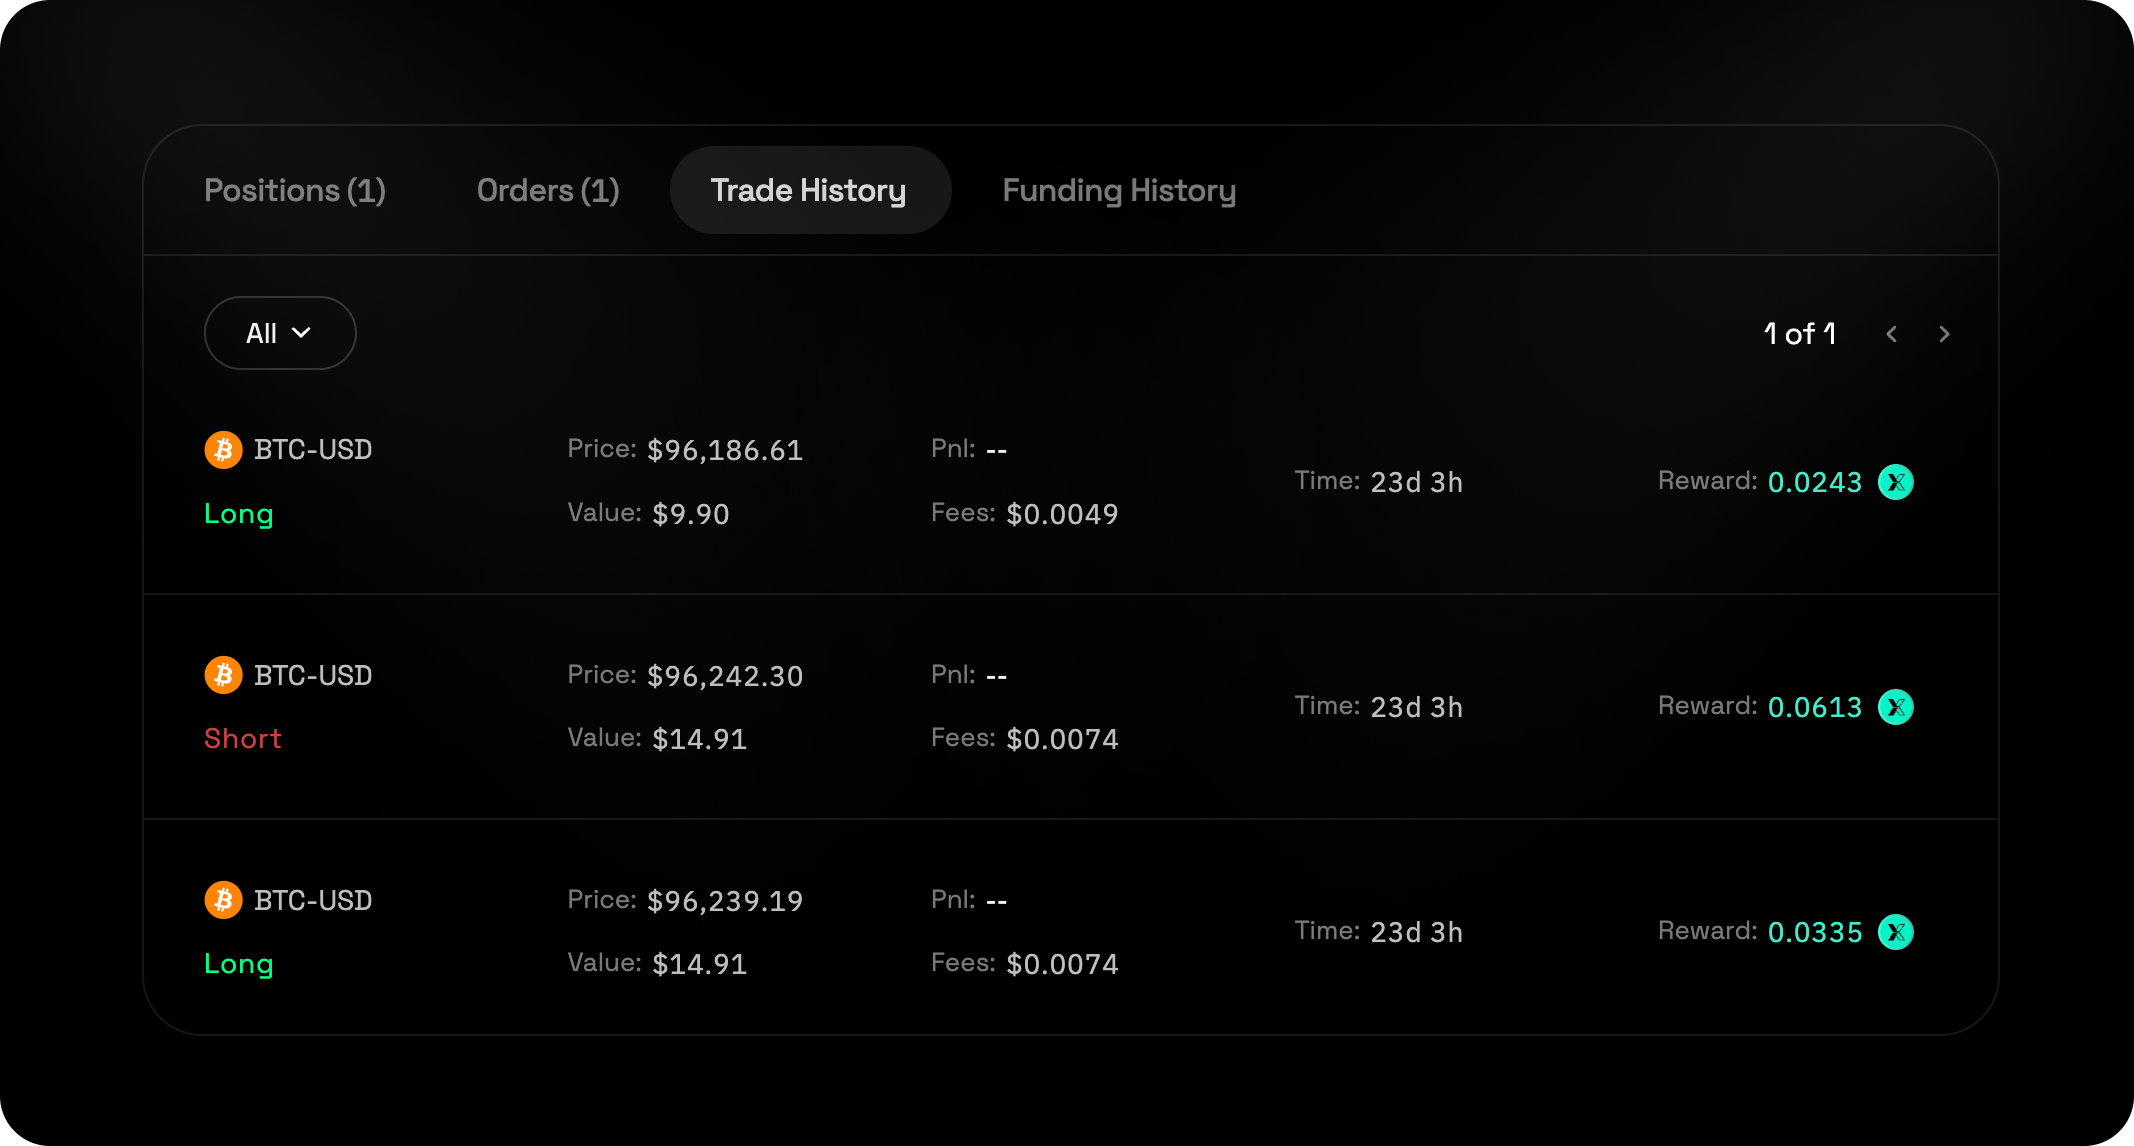 Positions (1) Orders (1) Trade History Funding History
All 1 of 1
BTC-USD Price: $96,186.61 Pnl: --
Time: 23d 3h Reward: 0.0243
Long Value: $9.90 Fees: $0.0049
BTC-USD Price: $96,242.30 Pnl: --
Time: 23d 3h Reward: 0.0613
Short Value: $14.91 Fees: $0.0074
BTC-USD Price: $96,239.19 Pnl: --
Time: 23d 3h Reward: 0.0335
Long Value: $14.91 Fees: $0.0074